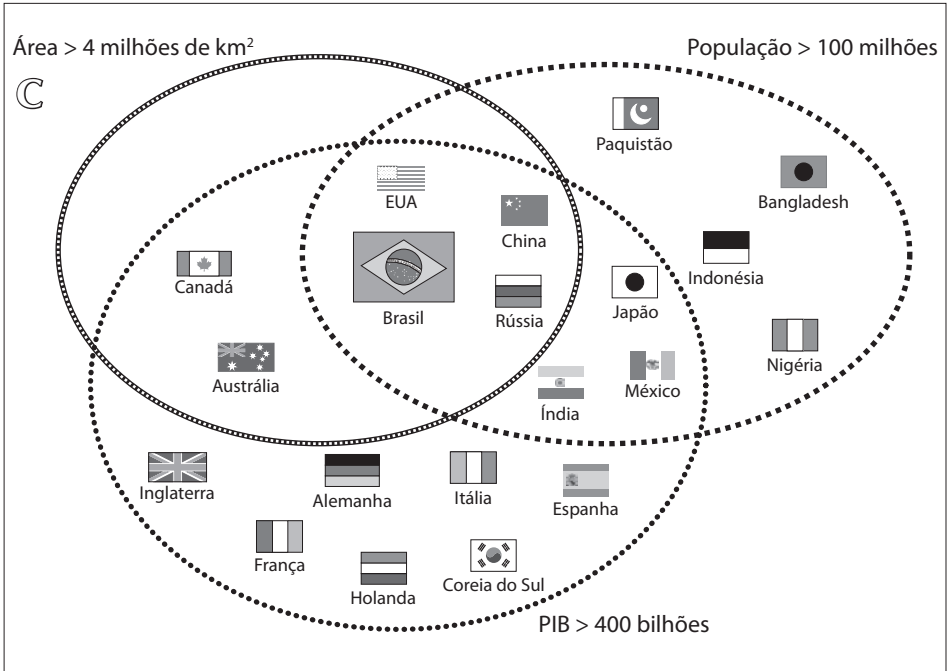 Área > 4 milhões de km²
População > 100 milhões
C
Paquistão
EUA
Bangladesh
China
Indonésia
Canadá
Brasil
Rússia
Japão
Nigéria
Austrália
Índia
México
Inglaterra
Alemanha
Itália
Espanha
França
Holanda
Coreia do Sul
PIB > 400 bilhões